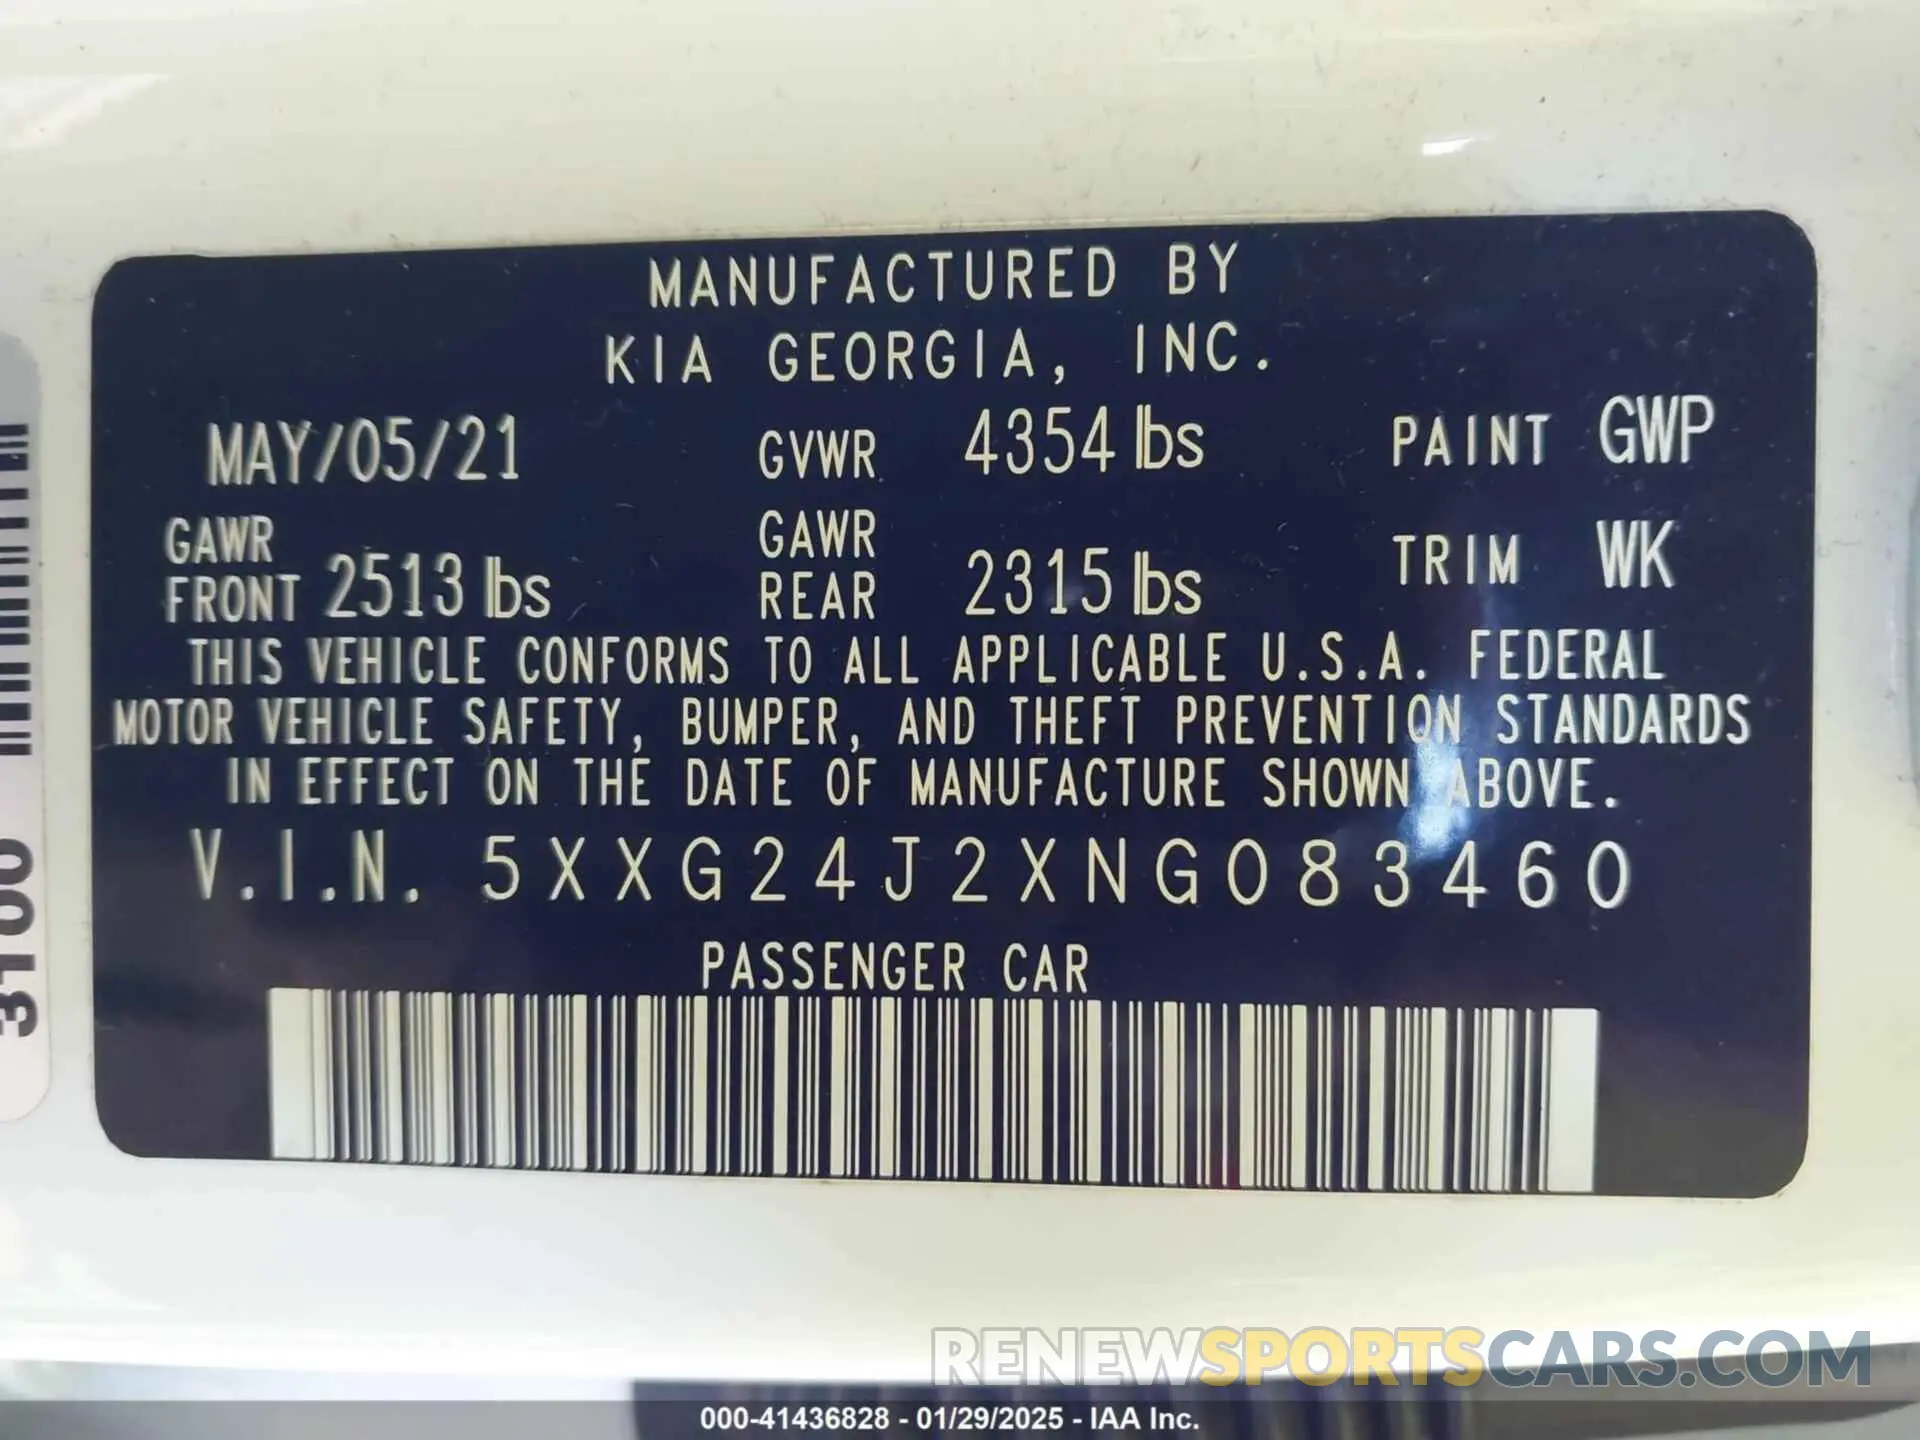 MANUFACTURED BY
KIA GEORGIA, INC.
MAY/05/21 GVWR 4354 lbs PAINT GWP
GAWR FRONT 2513 lbs GAWR REAR 2315 lbs TRIM WK
THIS VEHICLE CONFORMS TO ALL APPLICABLE U.S.A. FEDERAL
MOTOR VEHICLE SAFETY, BUMPER, AND THEFT PREVENTION STANDARDS
IN EFFECT ON THE DATE OF MANUFACTURE SHOWN ABOVE.
V.I.N. 5XXG24J2XNG083460
PASSENGER CAR
3100
RENEWSPORTSCARS.COM
000-41436828 - 01/29/2025 - IAA Inc.